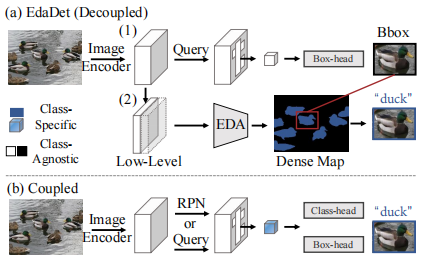 (a) EdaDet (Decoupled)
Bbox
Image
Encoder
(1)
Query
Box-head
(2)
Class-
Specific
Class-
Agnostic
Low-Level
EDA
Dense Map
“duck”
(b) Coupled
Image
Encoder
RPN
or
Query
Class-head
Box-head
“duck”